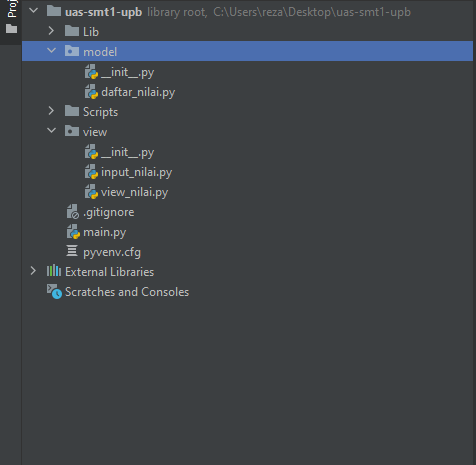 Proj
uas-smt1-upb library root, C:\Users\reza\Desktop\uas-smt1-upb
Lib
model
__init__.py
daftar_nilai.py
Scripts
view
__init__.py
input_nilai.py
view_nilai.py
.gitignore
main.py
pyvenv.cfg
External Libraries
Scratches and Consoles